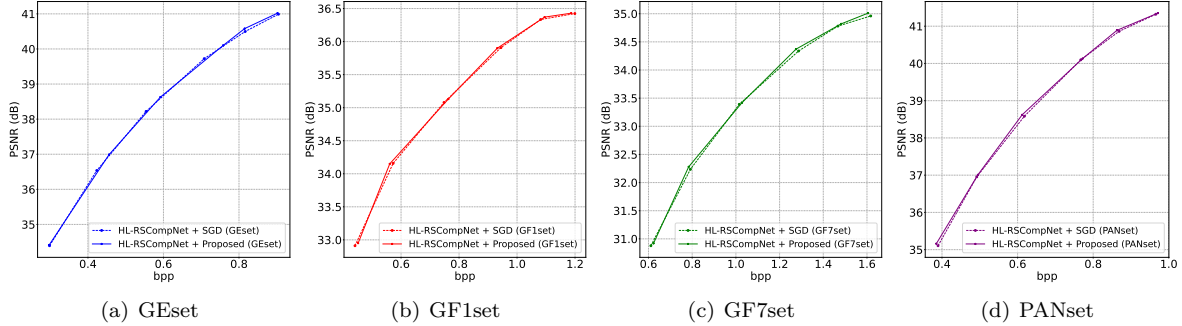 41
40
39
38
37
36
35
PSNR (dB)
0.4
0.6
0.8
bpp
HL-RSCompNet + SGD (GEset)
HL-RSCompNet + Proposed (GEset)
(a) GEset
36.5
36.0
35.5
35.0
34.5
34.0
33.5
33.0
PSNR (dB)
0.6
0.8
1.0
1.2
bpp
HL-RSCompNet + SGD (GF1set)
HL-RSCompNet + Proposed (GF1set)
(b) GF1set
35.0
34.5
34.0
33.5
33.0
32.5
32.0
31.5
31.0
PSNR (dB)
0.6
0.8
1.0
1.2
1.4
1.6
bpp
HL-RSCompNet + SGD (GF7set)
HL-RSCompNet + Proposed (GF7set)
(c) GF7set
41
40
39
38
37
36
35
PSNR (dB)
0.4
0.6
0.8
1.0
bpp
HL-RSCompNet + SGD (PANset)
HL-RSCompNet + Proposed (PANset)
(d) PANset